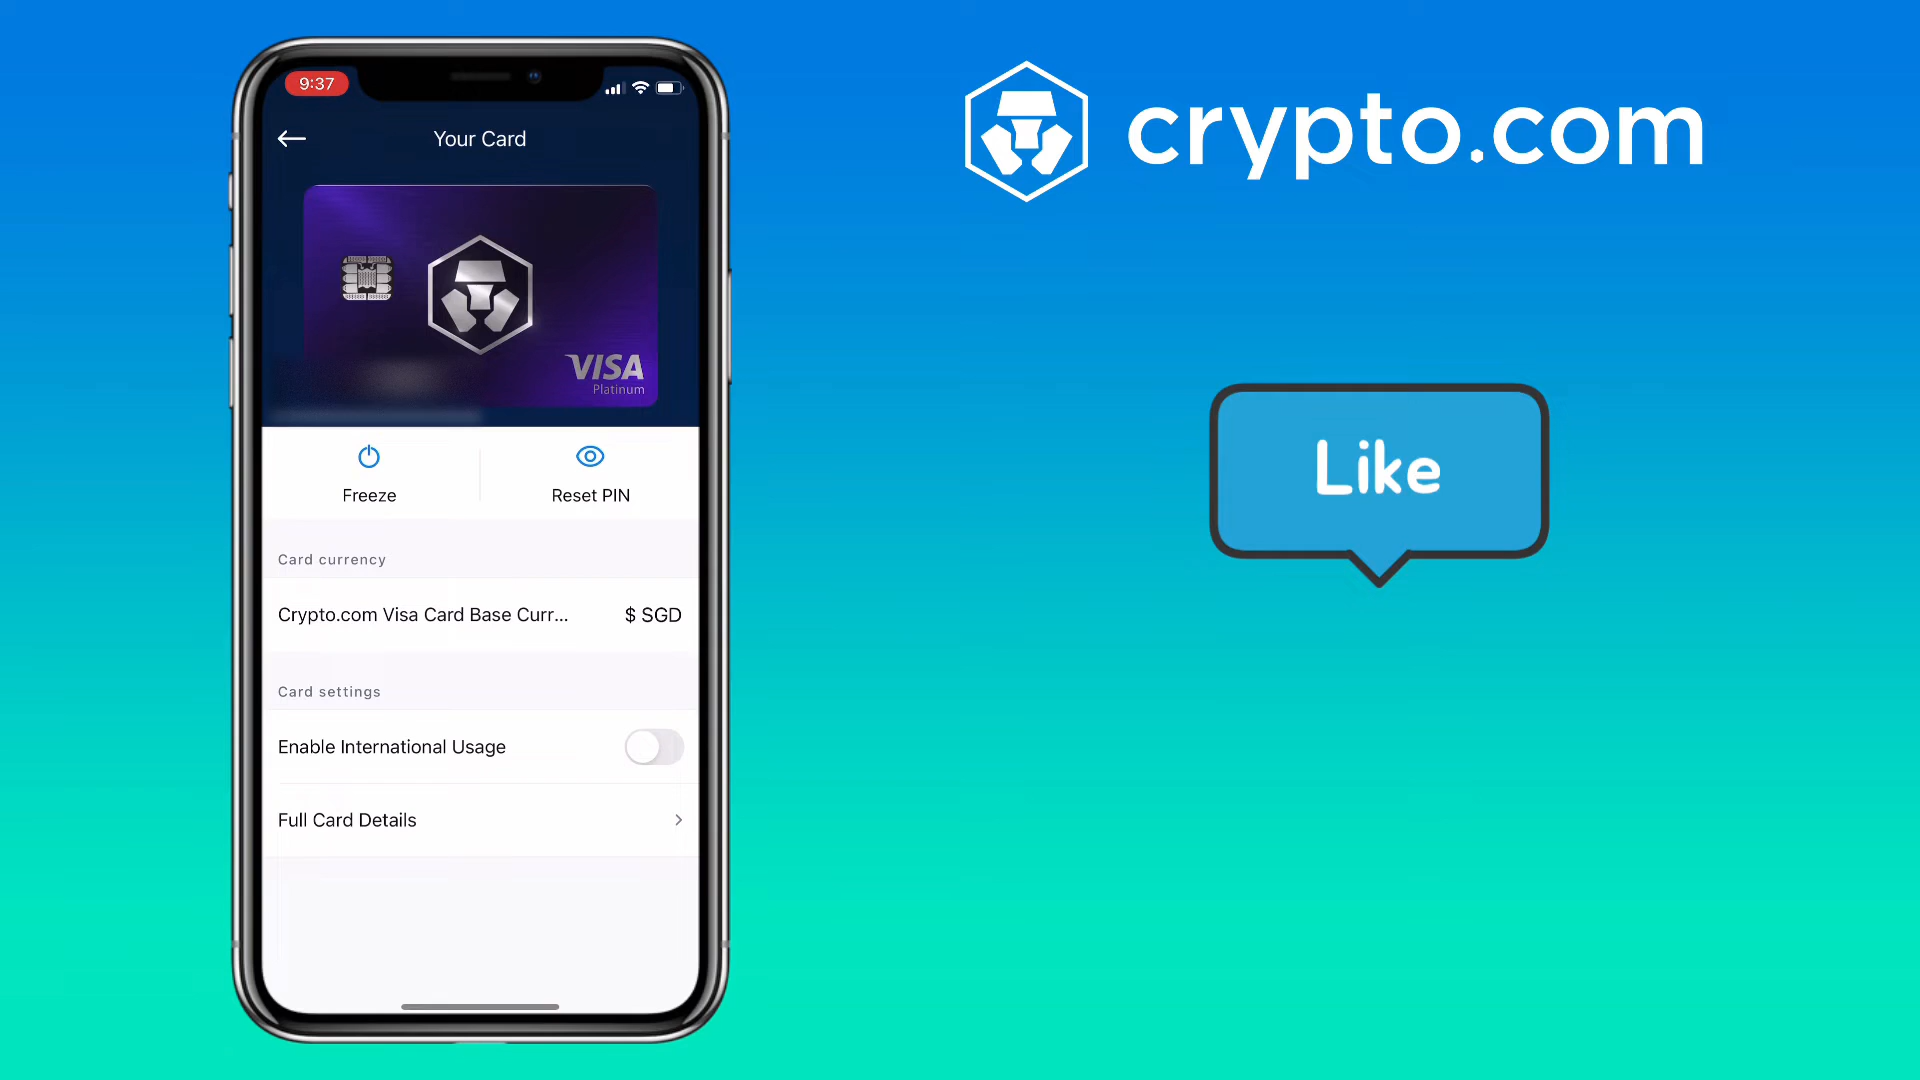 9:37
Your Card
VISA
Platinum
Freeze
Reset PIN
Card currency
Crypto.com Visa Card Base Curr...
$ SGD
Card settings
Enable International Usage
Full Card Details
crypto.com
Like